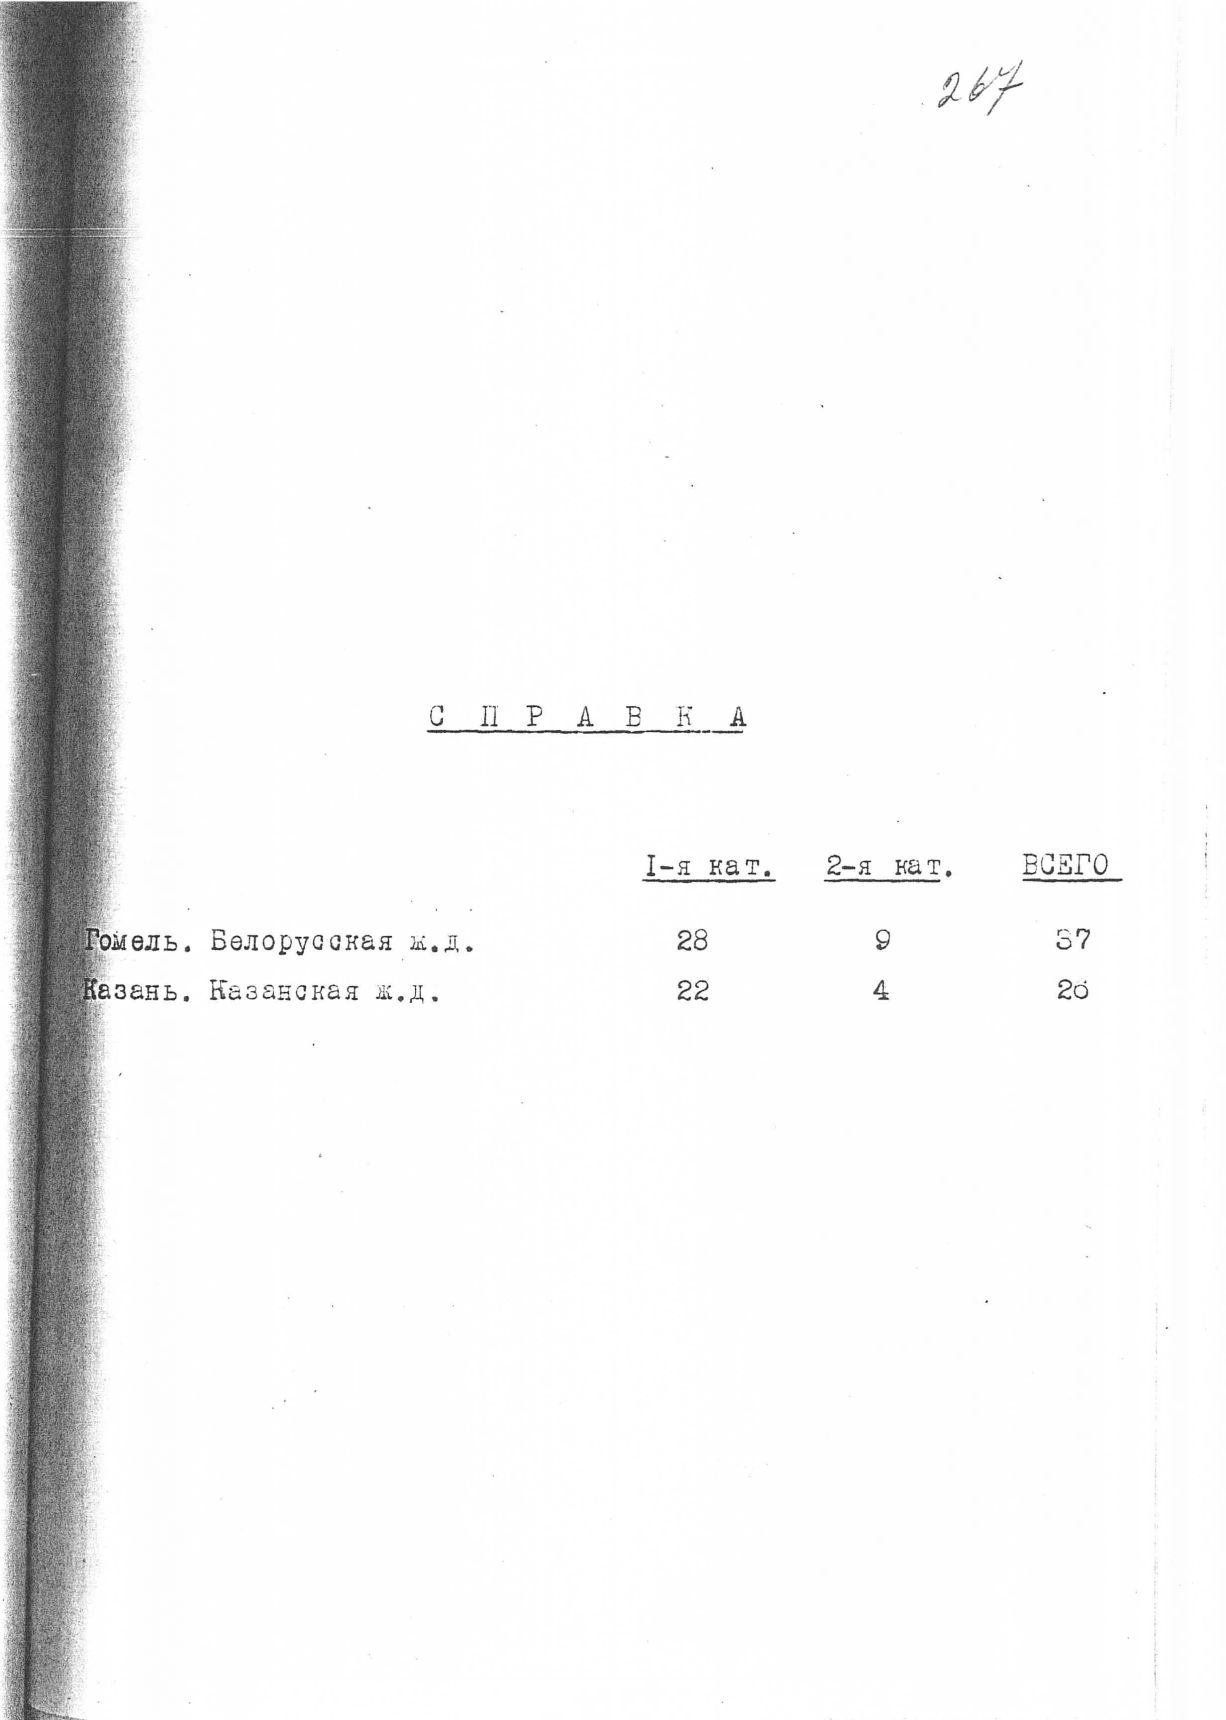 267
С П Р А В К А
I-я кат. 2-я кат. ВСЕГО
Гомель. Белорусская ж.д. 28 9 37
Казань. Казанская ж.д. 22 4 26